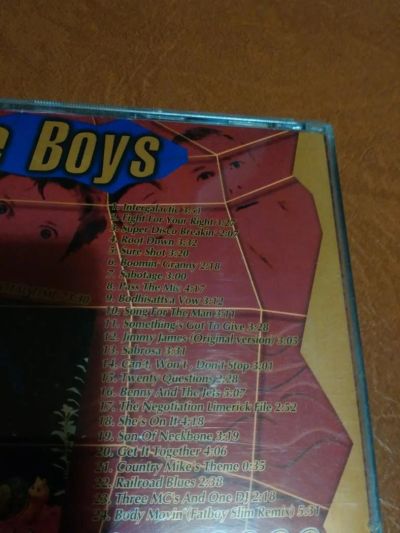 Boys
1. Intergalactic 3:51
2. Fight For Your Right 3:27
3. Super Disco Breakin' 2:07
4. Root Down 3:32
5. Sure Shot 3:20
6. Boomin' Granny 2:18
7. Sabotage 3:00
8. Pass The Mic 4:17
9. Bodhisattva Vow 3:12
10. Song For The Man 3:11
11. Something's Got To Give 3:28
12. Jimmy James (Original version) 3:03
13. Sabrosa 3:31
14. Can't, Won't, Don't Stop 3:01
15. Twenty Questions 2:28
16. Benny And The Jets 5:07
17. The Negotiation Limerick File 2:52
18. She's On It 4:18
19. Son Of Neckbone 3:19
20. Get It Together 4:06
21. Country Mike's Theme 0:35
22. Railroad Blues 2:38
23. Three MC's And One DJ 2:18
24. Body Movin' (Fatboy Slim Remix) 5:31